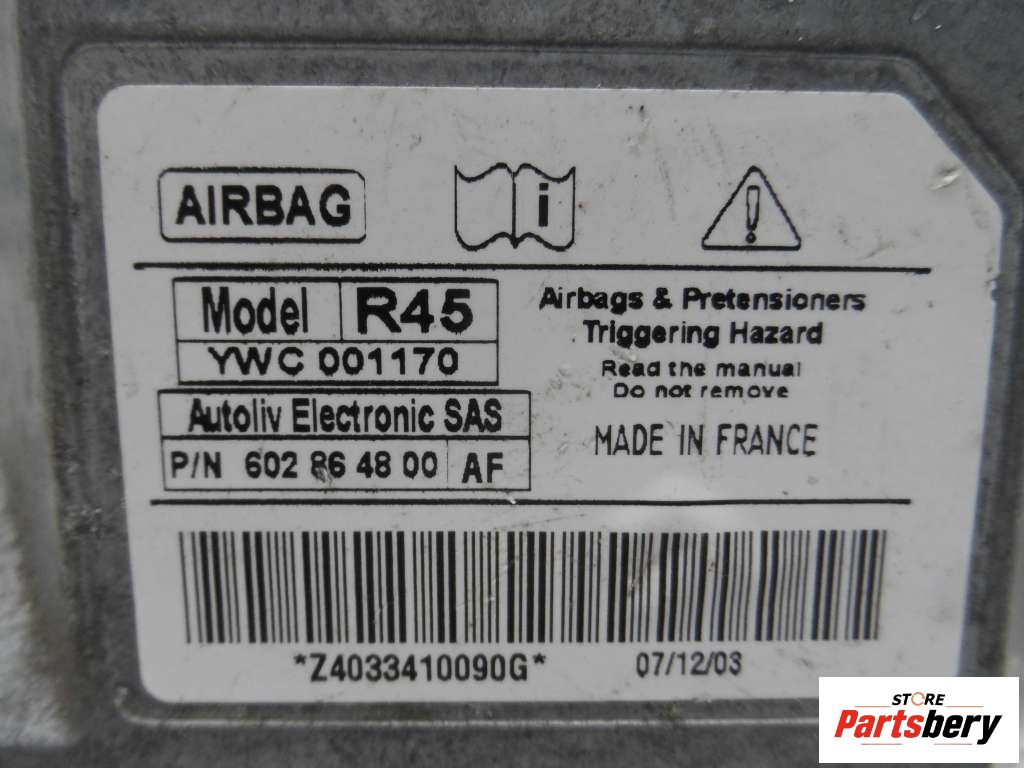 AIRBAG
i
!
Model R45
YWC 001170
Autoliv Electronic SAS
P/N 602 86 48 00 AF
Airbags & Pretensioners
Triggering Hazard
Read the manual
Do not remove
MADE IN FRANCE
*Z4033410090G* 07/12/03
STORE
Partsbery